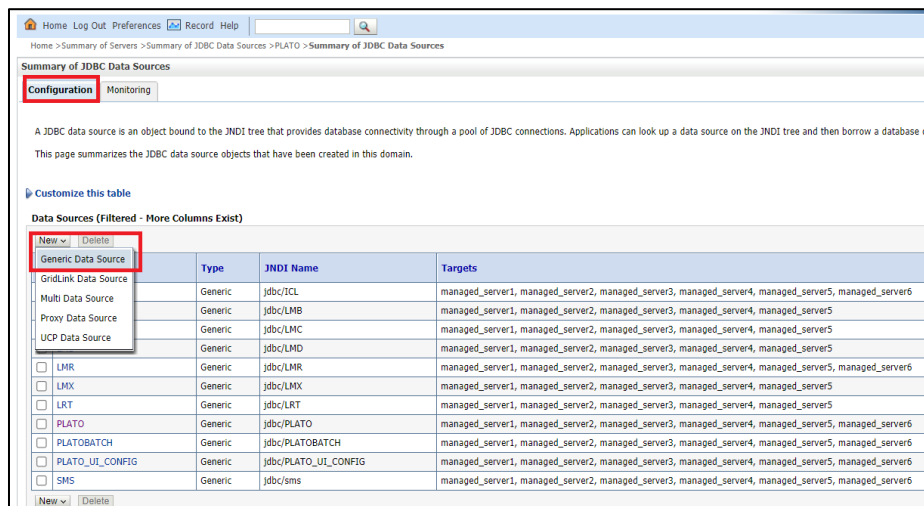 Home Log Out Preferences Record Help
Home >Summary of Servers >Summary of JDBC Data Sources >PLATO >Summary of JDBC Data Sources
Summary of JDBC Data Sources
Configuration Monitoring
A JDBC data source is an object bound to the JNDI tree that provides database connectivity through a pool of JDBC connections. Applications can look up a data source on the JNDI tree and then borrow a database
This page summarizes the JDBC data source objects that have been created in this domain.
Customize this table
Data Sources (Filtered - More Columns Exist)
New Delete
Generic Data Source
GridLink Data Source
Multi Data Source
Proxy Data Source
UCP Data Source
Type JNDI Name Targets
Generic jdbc/ICL managed_server1, managed_server2, managed_server3, managed_server4, managed_server5, managed_server6
Generic jdbc/LMB managed_server1, managed_server2, managed_server3, managed_server4, managed_server5
Generic jdbc/LMC managed_server1, managed_server2, managed_server3, managed_server4, managed_server5
Generic jdbc/LMD managed_server1, managed_server2, managed_server3, managed_server4, managed_server5
LMR Generic jdbc/LMR managed_server1, managed_server2, managed_server3, managed_server4, managed_server5, managed_server6
LMX Generic jdbc/LMX managed_server1, managed_server2, managed_server3, managed_server4, managed_server5
LRT Generic jdbc/LRT managed_server1, managed_server2, managed_server3, managed_server4, managed_server5
PLATO Generic jdbc/PLATO managed_server1, managed_server2, managed_server3, managed_server4, managed_server5, managed_server6
PLATOBATCH Generic jdbc/PLATOBATCH managed_server1, managed_server2, managed_server3, managed_server4, managed_server5, managed_server6
PLATO_UI_CONFIG Generic jdbc/PLATO_UI_CONFIG managed_server1, managed_server2, managed_server3, managed_server4, managed_server5, managed_server6
SMS Generic jdbc/sms managed_server1, managed_server2, managed_server3, managed_server4, managed_server5, managed_server6
New Delete